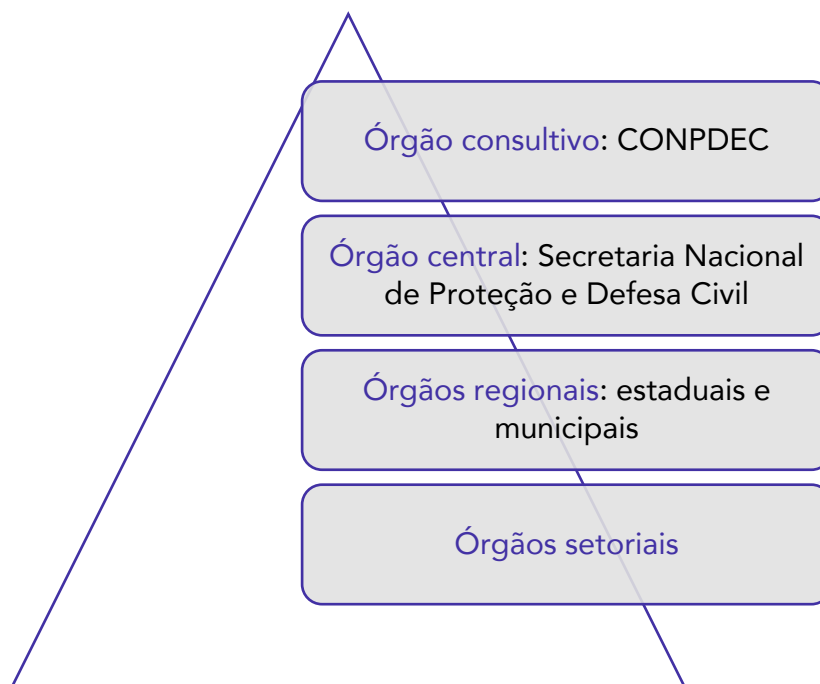 Órgão consultivo: CONPDEC
Órgão central: Secretaria Nacional
de Proteção e Defesa Civil
Órgãos regionais: estaduais e
municipais
Órgãos setoriais